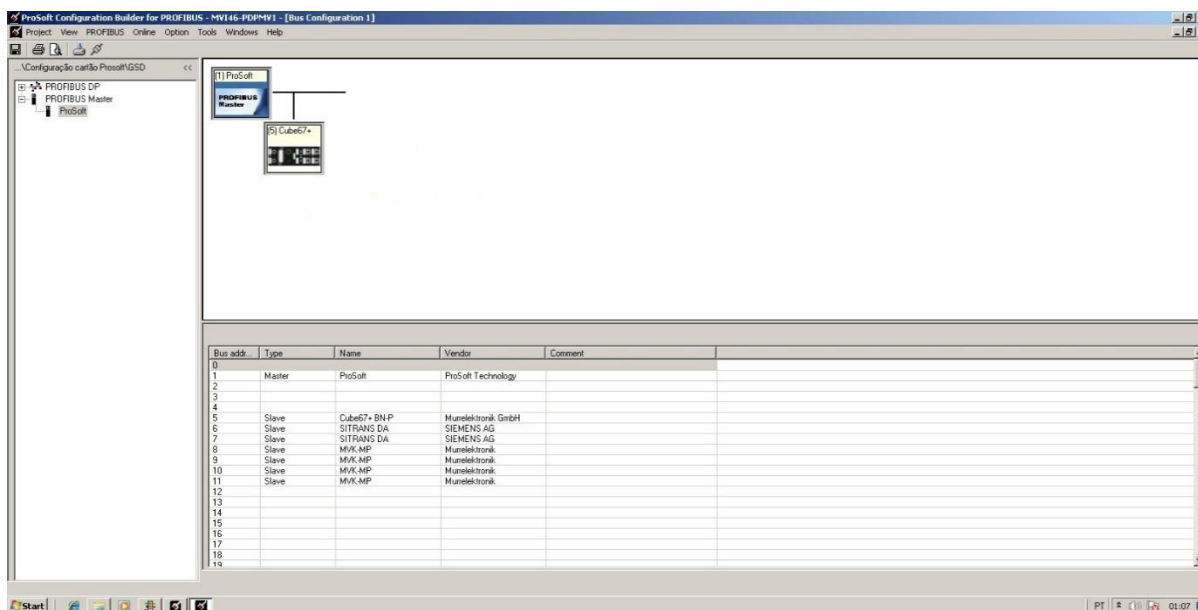 ProSoft Configuration Builder for PROFIBUS - MVI46-PDPMV1 - [Bus Configuration 1]
Project View PROFIBUS Online Option Tools Windows Help
...\Configuração cartão Prosoft\GSD <<
PROFIBUS DP
PROFIBUS Master
ProSoft
(1) ProSoft
PROFIBUS
Master
(5) Cube67+
Bus addr... Type Name Vendor Comment
0
1 Master ProSoft ProSoft Technology
2
3
4
5 Slave Cube67+ BN-P Murrelektronik GmbH
6 Slave SITRANS DA SIEMENS AG
7 Slave SITRANS DA SIEMENS AG
8 Slave MVK-MP Murrelektronik
9 Slave MVK-MP Murrelektronik
10 Slave MVK-MP Murrelektronik
11 Slave MVK-MP Murrelektronik
12
13
14
15
16
17
18
19
Start PT 01:07